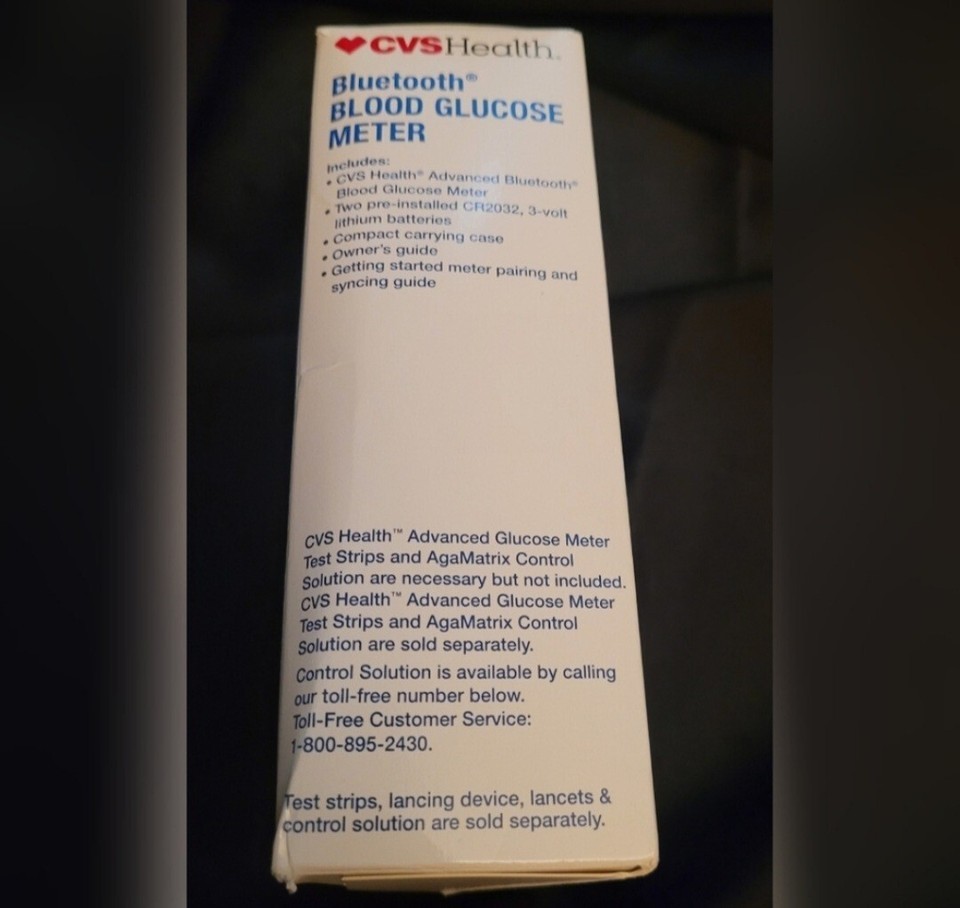 CVSHealth.
Bluetooth®
BLOOD GLUCOSE
METER
Includes:
• CVS Health® Advanced Bluetooth®
Blood Glucose Meter
• Two pre-installed CR2032, 3-volt
lithium batteries
• Compact carrying case
• Owner's guide
• Getting started meter pairing and
syncing guide
CVS Health™ Advanced Glucose Meter
Test Strips and AgaMatrix Control
Solution are necessary but not included.
CVS Health™ Advanced Glucose Meter
Test Strips and AgaMatrix Control
Solution are sold separately.
Control Solution is available by calling
our toll-free number below.
Toll-Free Customer Service:
1-800-895-2430.
Test strips, lancing device, lancets &
control solution are sold separately.